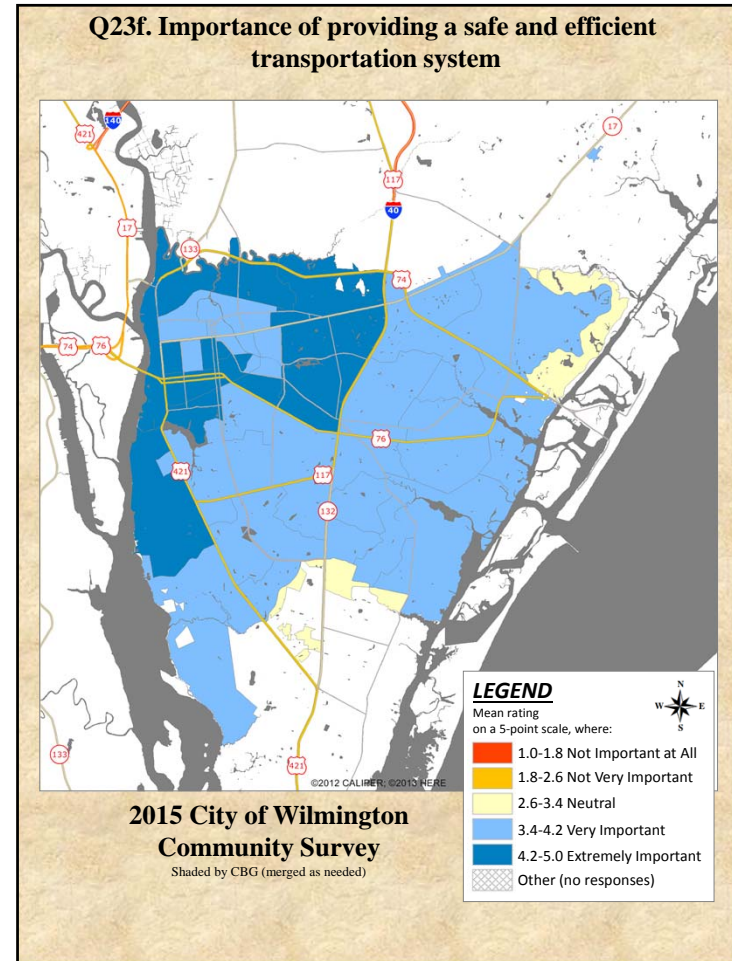 Q23f. Importance of providing a safe and efficient
transportation system
140
421
17
117
40
17
133
74
74
76
76
421
117
132
133
421
©2012 CALIPER; ©2013 HERE
LEGEND
Mean rating
on a 5-point scale, where:
N
W E
S
1.0-1.8 Not Important at All
1.8-2.6 Not Very Important
2.6-3.4 Neutral
3.4-4.2 Very Important
4.2-5.0 Extremely Important
Other (no responses)
2015 City of Wilmington
Community Survey
Shaded by CBG (merged as needed)